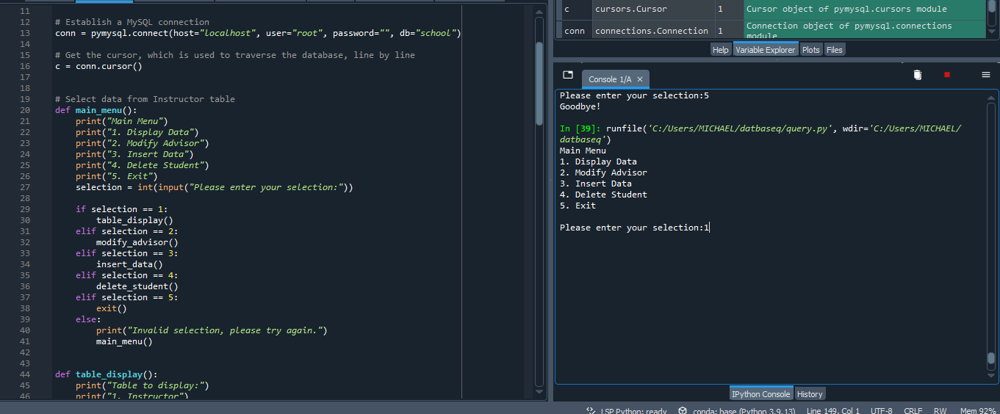 11
12 # Establish a MySQL connection
13 conn = pymysql.connect(host="localhost", user="root", password="", db="school")
14
15 # Get the cursor, which is used to traverse the database, line by line
16 c = conn.cursor()
17
18
19 # Select data from Instructor table
20 def main_menu():
21 print("Main Menu")
22 print("1. Display Data")
23 print("2. Modify Advisor")
24 print("3. Insert Data")
25 print("4. Delete Student")
26 print("5. Exit")
27 selection = int(input("Please enter your selection:"))
28
29 if selection == 1:
30 table_display()
31 elif selection == 2:
32 modify_advisor()
33 elif selection == 3:
34 insert_data()
35 elif selection == 4:
36 delete_student()
37 elif selection == 5:
38 exit()
39 else:
40 print("Invalid selection, please try again.")
41 main_menu()
42
43
44 def table_display():
45 print("Table to display:")
46 print("1. Instructor")
c cursors.Cursor 1 Cursor object of pymysql.cursors module
conn connections.Connection 1 Connection object of pymysql.connections
module
Help Variable Explorer Plots Files
Console 1/A ×
Please enter your selection:5
Goodbye!
In [39]: runfile('C:/Users/MICHAEL/datbaseq/query.py', wdir='C:/Users/MICHAEL/
datbaseq')
Main Menu
1. Display Data
2. Modify Advisor
3. Insert Data
4. Delete Student
5. Exit
Please enter your selection:1
IPython Console History
LSP Python: ready conda: base (Python 3.9.13) Line 149, Col 1 UTF-8 CRLF RW Mem 92%